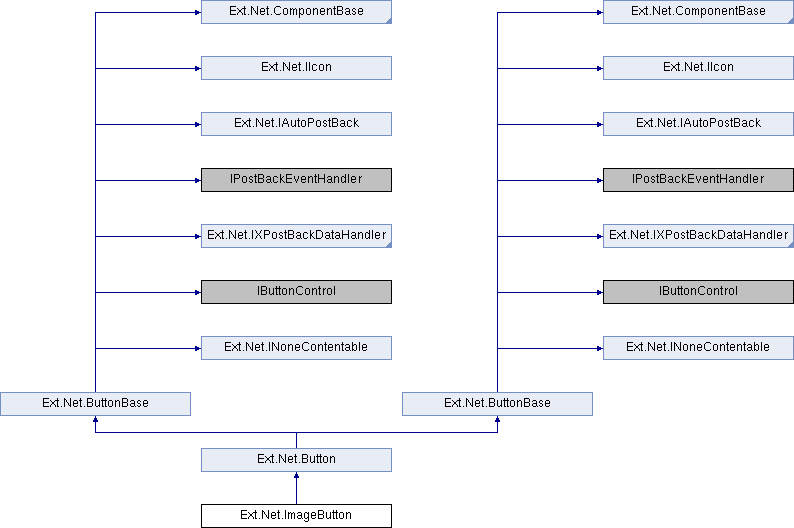 Ext.Net.ComponentBase
Ext.Net.ComponentBase
Ext.Net.IIcon
Ext.Net.IIcon
Ext.Net.IAutoPostBack
Ext.Net.IAutoPostBack
IPostBackEventHandler
IPostBackEventHandler
Ext.Net.IXPostBackDataHandler
Ext.Net.IXPostBackDataHandler
IButtonControl
IButtonControl
Ext.Net.INoneContentable
Ext.Net.INoneContentable
Ext.Net.ButtonBase
Ext.Net.ButtonBase
Ext.Net.Button
Ext.Net.ImageButton